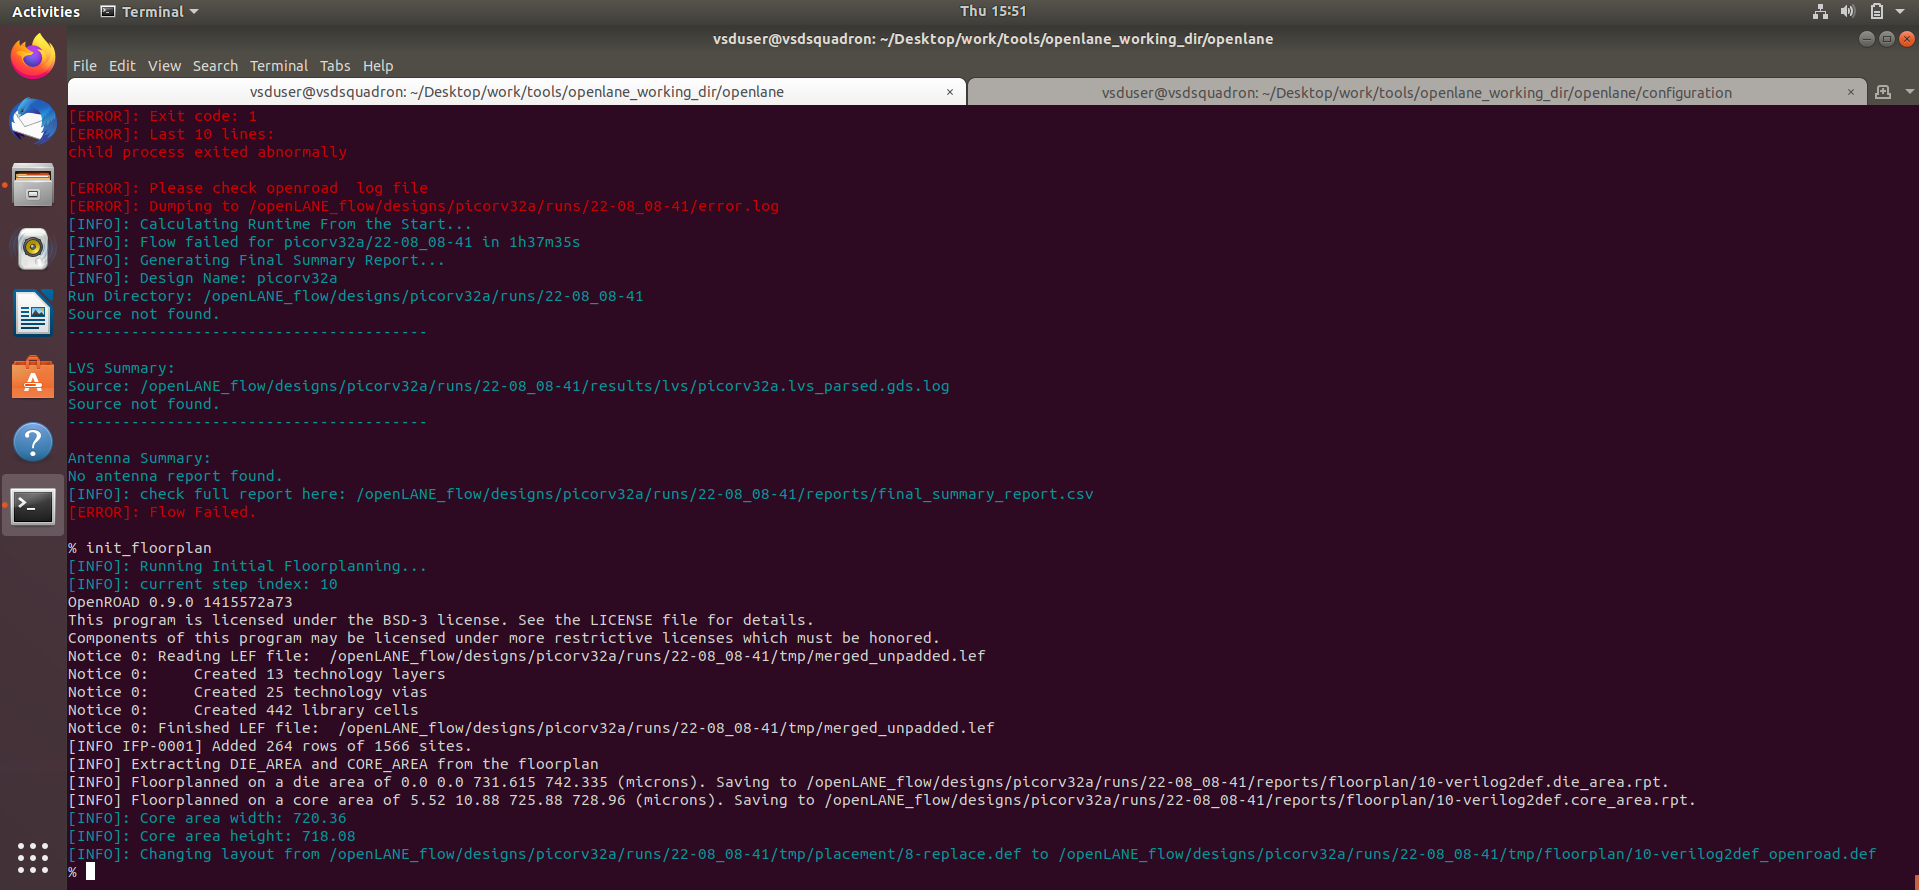 Activities Terminal Thu 15:51
vsduser@vsdsquadron: ~/Desktop/work/tools/openlane_working_dir/openlane
File Edit View Search Terminal Tabs Help
vsduser@vsdsquadron: ~/Desktop/work/tools/openlane_working_dir/openlane × vsduser@vsdsquadron: ~/Desktop/work/tools/openlane_working_dir/openlane/configuration ×
[ERROR]: Exit code: 1
[ERROR]: Last 10 lines:
child process exited abnormally
[ERROR]: Please check openroad  log file
[ERROR]: Dumping to /openLANE_flow/designs/picorv32a/runs/22-08_08-41/error.log
[INFO]: Calculating Runtime From the Start...
[INFO]: Flow failed for picorv32a/22-08_08-41 in 1h37m35s
[INFO]: Generating Final Summary Report...
[INFO]: Design Name: picorv32a
Run Directory: /openLANE_flow/designs/picorv32a/runs/22-08_08-41
Source not found.
----------------------------------------
LVS Summary:
Source: /openLANE_flow/designs/picorv32a/runs/22-08_08-41/results/lvs/picorv32a.lvs_parsed.gds.log
Source not found.
----------------------------------------
Antenna Summary:
No antenna report found.
[INFO]: check full report here: /openLANE_flow/designs/picorv32a/runs/22-08_08-41/reports/final_summary_report.csv
[ERROR]: Flow Failed.
% init_floorplan
[INFO]: Running Initial Floorplanning...
[INFO]: current step index: 10
OpenROAD 0.9.0 1415572a73
This program is licensed under the BSD-3 license. See the LICENSE file for details.
Components of this program may be licensed under more restrictive licenses which must be honored.
Notice 0: Reading LEF file:  /openLANE_flow/designs/picorv32a/runs/22-08_08-41/tmp/merged_unpadded.lef
Notice 0:     Created 13 technology layers
Notice 0:     Created 25 technology vias
Notice 0:     Created 442 library cells
Notice 0: Finished LEF file:  /openLANE_flow/designs/picorv32a/runs/22-08_08-41/tmp/merged_unpadded.lef
[INFO IFP-0001] Added 264 rows of 1566 sites.
[INFO] Extracting DIE_AREA and CORE_AREA from the floorplan
[INFO] Floorplanned on a die area of 0.0 0.0 731.615 742.335 (microns). Saving to /openLANE_flow/designs/picorv32a/runs/22-08_08-41/reports/floorplan/10-verilog2def.die_area.rpt.
[INFO] Floorplanned on a core area of 5.52 10.88 725.88 728.96 (microns). Saving to /openLANE_flow/designs/picorv32a/runs/22-08_08-41/reports/floorplan/10-verilog2def.core_area.rpt.
[INFO]: Core area width: 720.36
[INFO]: Core area height: 718.08
[INFO]: Changing layout from /openLANE_flow/designs/picorv32a/runs/22-08_08-41/tmp/placement/8-replace.def to /openLANE_flow/designs/picorv32a/runs/22-08_08-41/tmp/floorplan/10-verilog2def_openroad.def
%